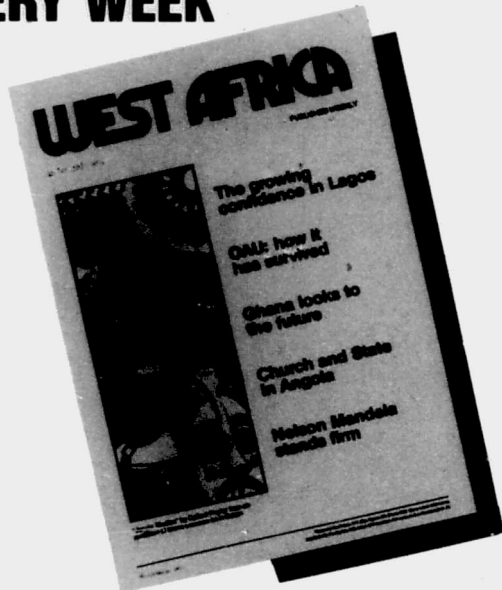 ERY WEEK
WEST AFRICA
PUBLISHED WEEKLY
The growing
confidence in Lagos
OAU: how it
has survived
Ghana looks to
the future
Church and State
in Angola
Nelson Mandela
stands firm